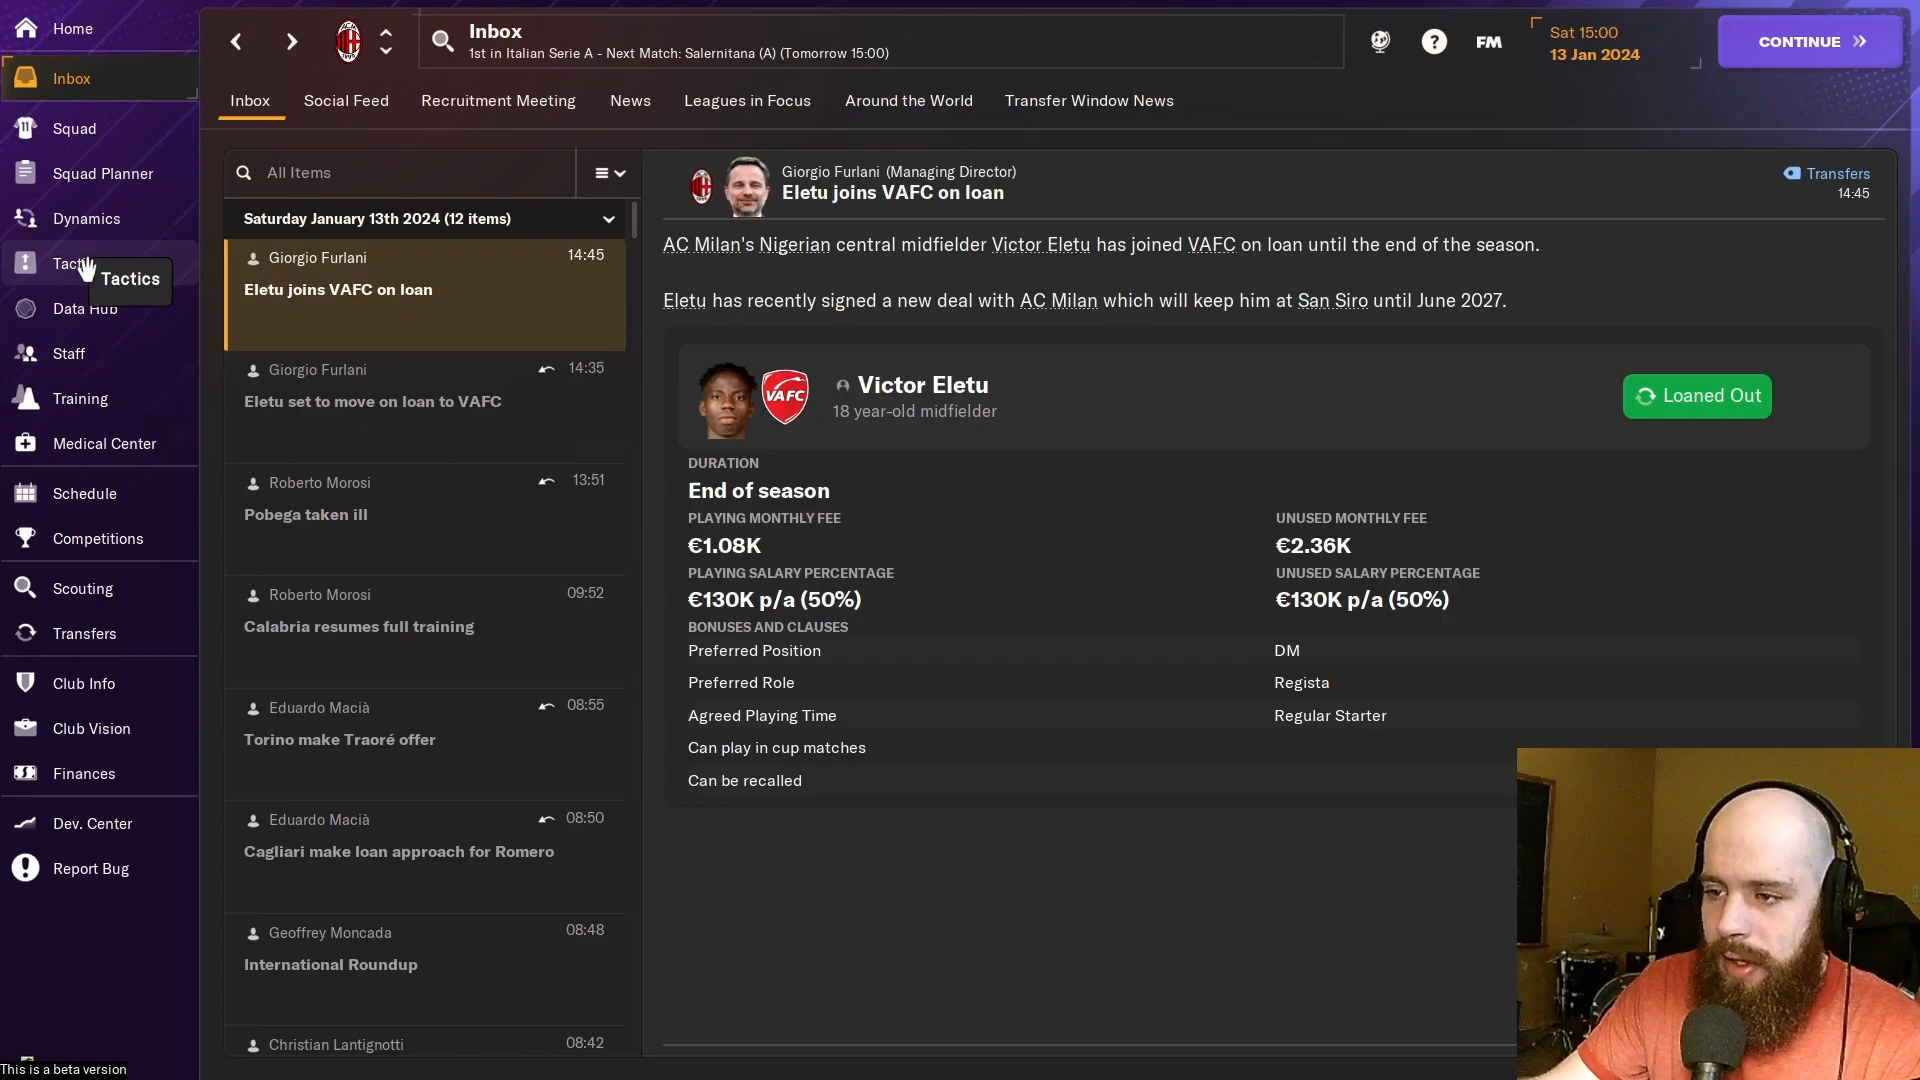 Home
Inbox
Squad
Squad Planner
Dynamics
Tact
Tactics
Data Hub
Staff
Training
Medical Center
Schedule
Competitions
Scouting
Transfers
Club Info
Club Vision
Finances
Dev. Center
Report Bug
This is a beta version
Inbox
1st in Italian Serie A - Next Match: Salernitana (A) (Tomorrow 15:00)
?
FM
Sat 15:00
13 Jan 2024
CONTINUE
Inbox
Social Feed
Recruitment Meeting
News
Leagues in Focus
Around the World
Transfer Window News
All Items
Saturday January 13th 2024 (12 items)
Giorgio Furlani 14:45
Eletu joins VAFC on loan
Giorgio Furlani 14:35
Eletu set to move on loan to VAFC
Roberto Morosi 13:51
Pobega taken ill
Roberto Morosi 09:52
Calabria resumes full training
Eduardo Macià 08:55
Torino make Traoré offer
Eduardo Macià 08:50
Cagliari make loan approach for Romero
Geoffrey Moncada 08:48
International Roundup
Christian Lantignotti 08:42
Giorgio Furlani (Managing Director)
Eletu joins VAFC on loan
Transfers
14:45
AC Milan's Nigerian central midfielder Victor Eletu has joined VAFC on loan until the end of the season.
Eletu has recently signed a new deal with AC Milan which will keep him at San Siro until June 2027.
VAFC
Victor Eletu
18 year-old midfielder
Loaned Out
DURATION
End of season
PLAYING MONTHLY FEE
€1.08K
UNUSED MONTHLY FEE
€2.36K
PLAYING SALARY PERCENTAGE
€130K p/a (50%)
UNUSED SALARY PERCENTAGE
€130K p/a (50%)
BONUSES AND CLAUSES
Preferred Position DM
Preferred Role Regista
Agreed Playing Time Regular Starter
Can play in cup matches
Can be recalled